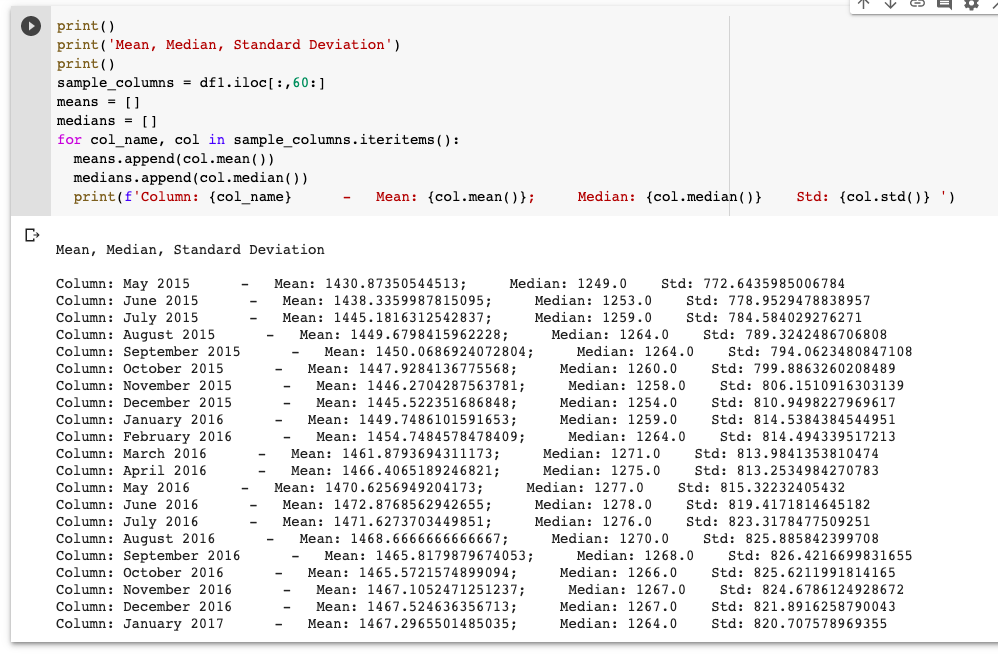 print()
print('Mean, Median, Standard Deviation')
print()
sample_columns = df1.iloc[:,60:]
means = []
medians = []
for col_name, col in sample_columns.iteritems():
  means.append(col.mean())
  medians.append(col.median())
  print(f'Column: {col_name}      -   Mean: {col.mean()};     Median: {col.median()}    Std: {col.std()} ')
Mean, Median, Standard Deviation
Column: May 2015      -   Mean: 1430.87350544513;     Median: 1249.0    Std: 772.6435985006784
Column: June 2015      -   Mean: 1438.3359987815095;     Median: 1253.0    Std: 778.9529478838957
Column: July 2015      -   Mean: 1445.1816312542837;     Median: 1259.0    Std: 784.584029276271
Column: August 2015      -   Mean: 1449.6798415962228;     Median: 1264.0    Std: 789.3242486706808
Column: September 2015      -   Mean: 1450.0686924072804;     Median: 1264.0    Std: 794.0623480847108
Column: October 2015      -   Mean: 1447.9284136775568;     Median: 1260.0    Std: 799.8863260208489
Column: November 2015      -   Mean: 1446.2704287563781;     Median: 1258.0    Std: 806.1510916303139
Column: December 2015      -   Mean: 1445.522351686848;     Median: 1254.0    Std: 810.9498227969617
Column: January 2016      -   Mean: 1449.7486101591653;     Median: 1259.0    Std: 814.5384384544951
Column: February 2016      -   Mean: 1454.7484578478409;     Median: 1264.0    Std: 814.494339517213
Column: March 2016      -   Mean: 1461.8793694311173;     Median: 1271.0    Std: 813.9841353810474
Column: April 2016      -   Mean: 1466.4065189246821;     Median: 1275.0    Std: 813.2534984270783
Column: May 2016      -   Mean: 1470.6256949204173;     Median: 1277.0    Std: 815.32232405432
Column: June 2016      -   Mean: 1472.8768562942655;     Median: 1278.0    Std: 819.4171814645182
Column: July 2016      -   Mean: 1471.6273703449851;     Median: 1276.0    Std: 823.3178477509251
Column: August 2016      -   Mean: 1468.6666666666667;     Median: 1270.0    Std: 825.885842399708
Column: September 2016      -   Mean: 1465.8179879674053;     Median: 1268.0    Std: 826.4216699831655
Column: October 2016      -   Mean: 1465.5721574899094;     Median: 1266.0    Std: 825.6211991814165
Column: November 2016      -   Mean: 1467.1052471251237;     Median: 1267.0    Std: 824.6786124928672
Column: December 2016      -   Mean: 1467.524636356713;     Median: 1267.0    Std: 821.8916258790043
Column: January 2017      -   Mean: 1467.2965501485035;     Median: 1264.0    Std: 820.707578969355